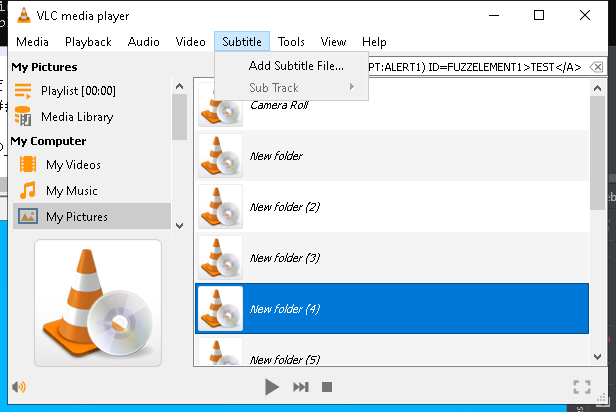 VLC media player
Media Playback Audio Video Subtitle Tools View Help
My Pictures
PT:ALERT1) ID=FUZZELEMENT1>TEST</A>
Add Subtitle File...
Sub Track
Playlist [00:00]
Media Library
My Computer
My Videos
My Music
My Pictures
Camera Roll
New folder
New folder (2)
New folder (3)
New folder (4)
New folder (5)